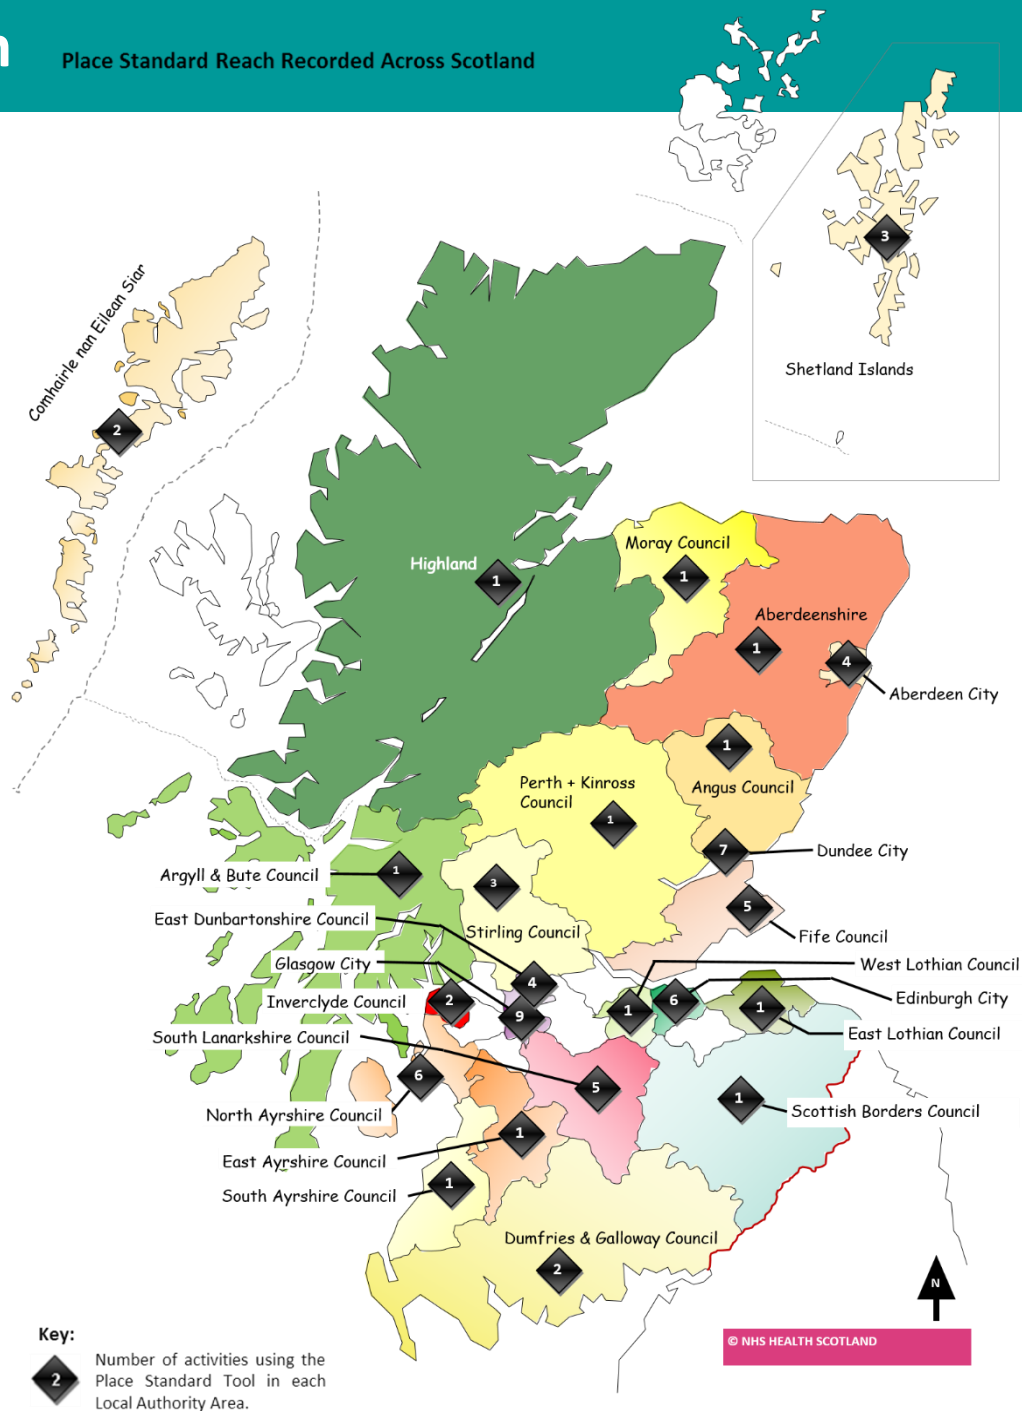 Place Standard Reach Recorded Across Scotland
3
Comhairle nan Eilean Siar
Shetland Islands
2
Moray Council
Highland
1
1
Aberdeenshire
1
4
Aberdeen City
1
Perth + Kinross
Council
Angus Council
1
7
Dundee City
Argyll & Bute Council
1
3
5
East Dunbartonshire Council
Stirling Council
Fife Council
Glasgow City
West Lothian Council
4
Inverclyde Council
2
9
1
6
1
Edinburgh City
South Lanarkshire Council
East Lothian Council
6
5
1
North Ayrshire Council
Scottish Borders Council
1
East Ayrshire Council
1
South Ayrshire Council
Dumfries & Galloway Council
2
N
Key:
© NHS HEALTH SCOTLAND
2
Number of activities using the
Place Standard Tool in each
Local Authority Area.